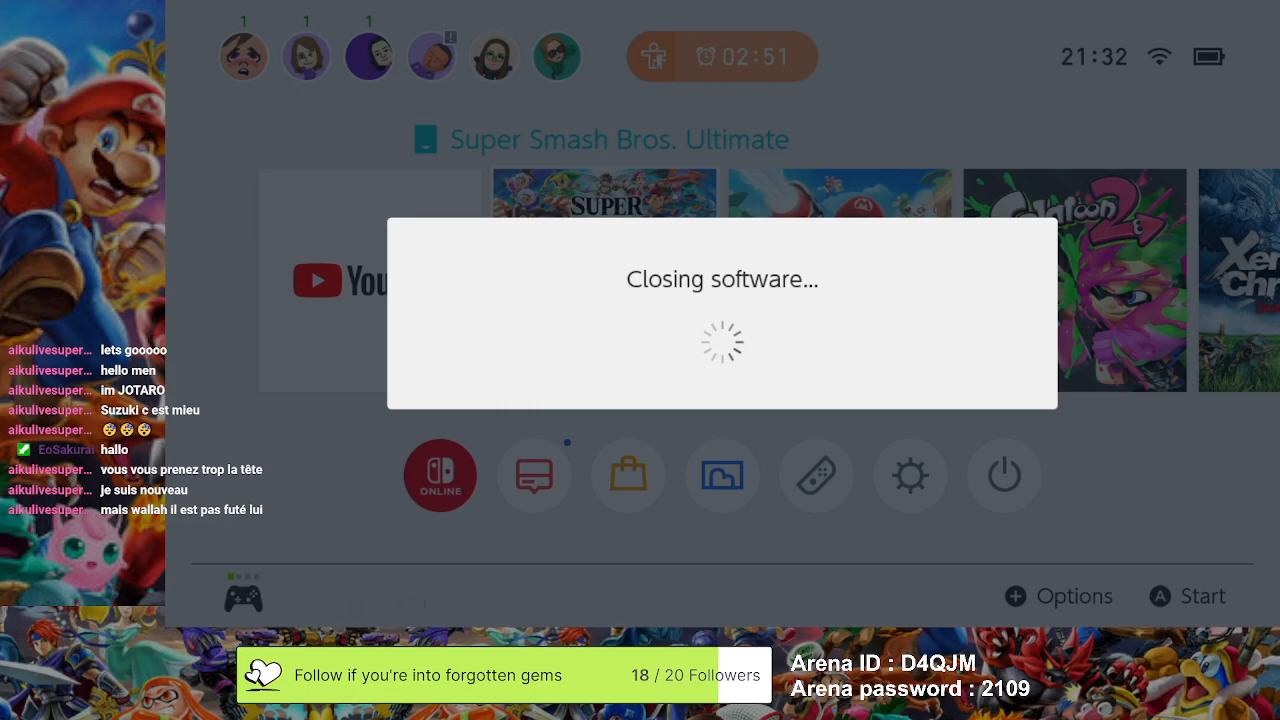 1 1 1
02:51
21:32
Super Smash Bros. Ultimate
SUPER
You
Closing software...
lets gooooo
aikulivesuper... lets gooooo
aikulivesuper... hello men
aikulivesuper... im JOTARO
aikulivesuper... Suzuki c est mieu
aikulivesuper...
EoSakurai hallo
aikulivesuper... vous vous prenez trop la tête
aikulivesuper... je suis nouveau
aikulivesuper... mais wallah il est pas futé lui
ONLINE
Options
Start
Follow if you're into forgotten gems
18 / 20 Followers
Arena ID : D4QJM
Arena password : 2109